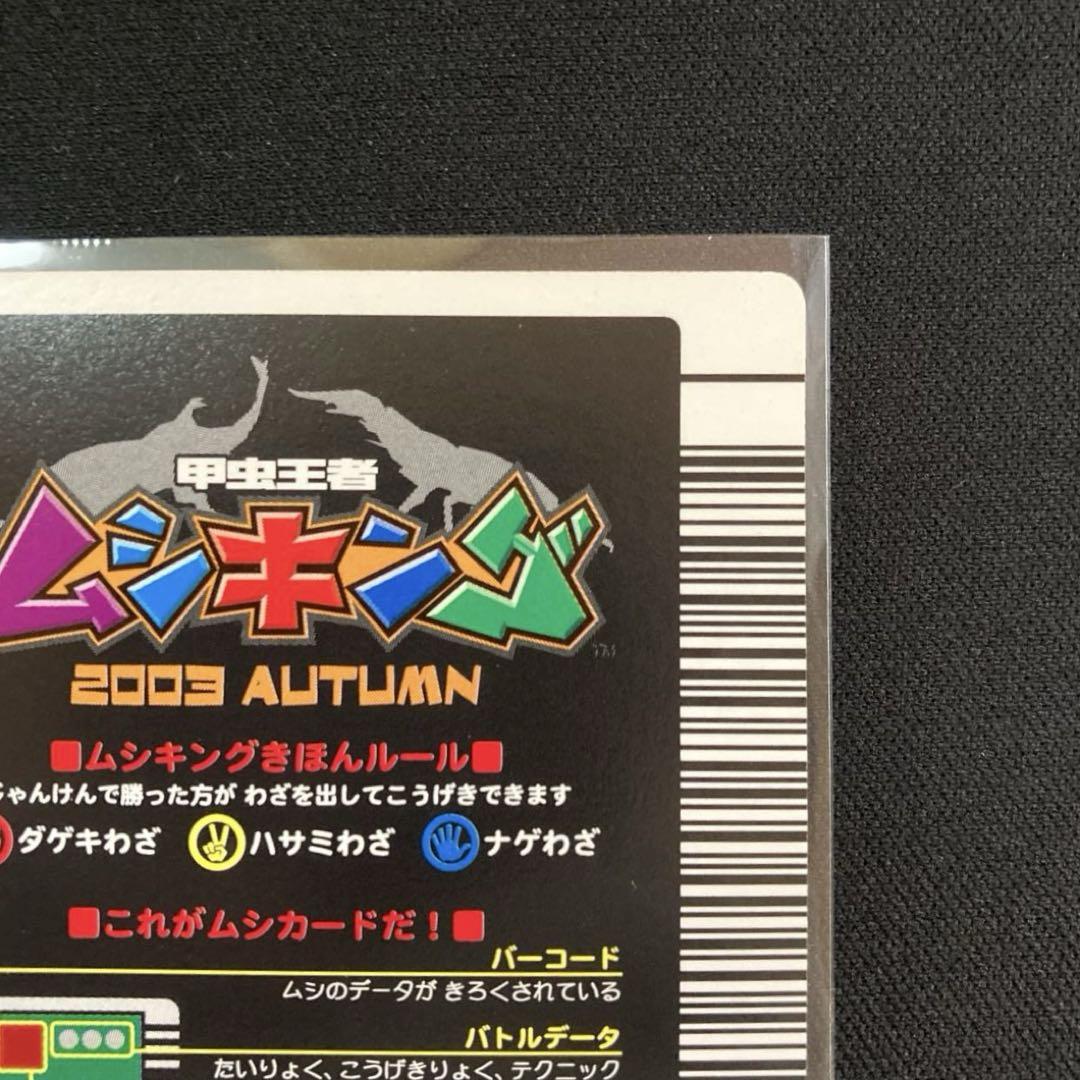 甲虫王者
ムシキング
2003 AUTUMN
■ムシキングきほんルール■
じゃんけんで勝った方が わざを出してこうげきできます
ダゲキわざ ハサミわざ ナゲわざ
■これがムシカードだ！■
バーコード
ムシのデータが きろくされている
バトルデータ
たいりょく、こうげきりょく、テクニック